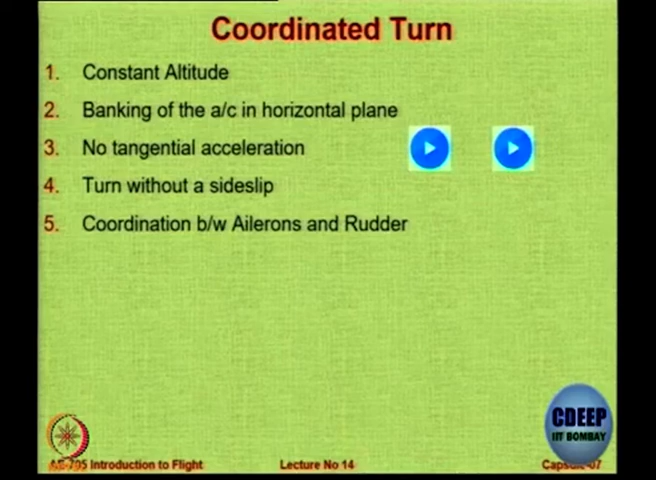 Coordinated Turn
1. Constant Altitude
2. Banking of the a/c in horizontal plane
3. No tangential acceleration
4. Turn without a sideslip
5. Coordination b/w Ailerons and Rudder
CDEEP
IIT BOMBAY
AE-705 Introduction to Flight
Lecture No 14
Capsule-07